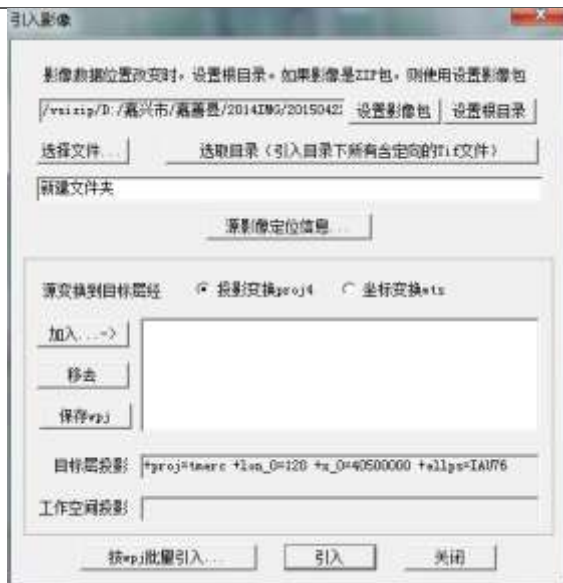 引入影像
影像数据位置改变时，设置根目录。如果影像是ZIP包，则使用设置影像包
/vsizip/D:/嘉兴市/嘉善县/2014IMG/2015042 设置影像包 设置根目录
选择文件... 选取目录（引入目录下所有含定向的Tif文件）
新建文件夹
源影像定位信息...
源变换到目标层经 投影变换proj4 坐标变换
加入...->
移去
保存wpj
目标层投影 +proj=tmerc +lon_0=120 +x_0=40500000 +ellps=IAU76
工作空间投影
按wpj批量引入... 引入 关闭